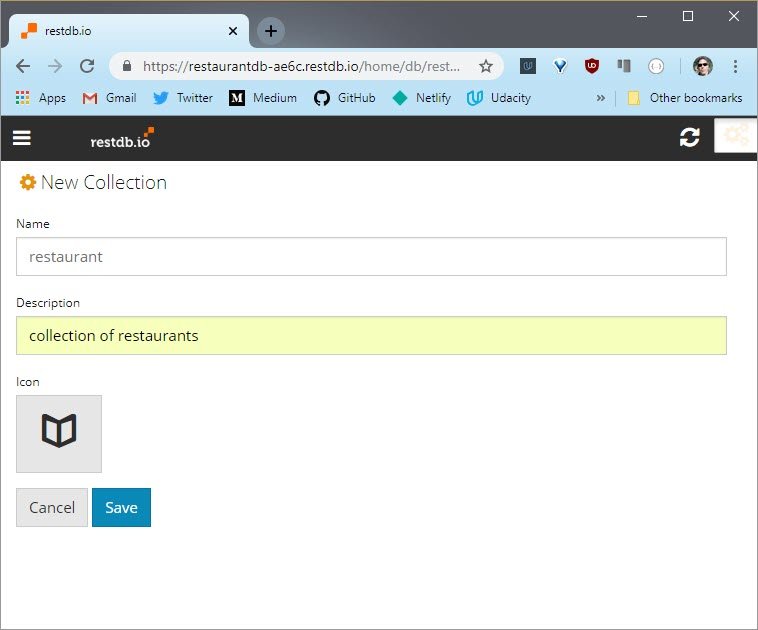 restdb.io
https://restaurantdb-ae6c.restdb.io/home/db/rest...
Apps Gmail Twitter Medium GitHub Netlify Udacity » Other bookmarks
restdb.io
New Collection
Name
restaurant
Description
collection of restaurants
Icon
Cancel Save